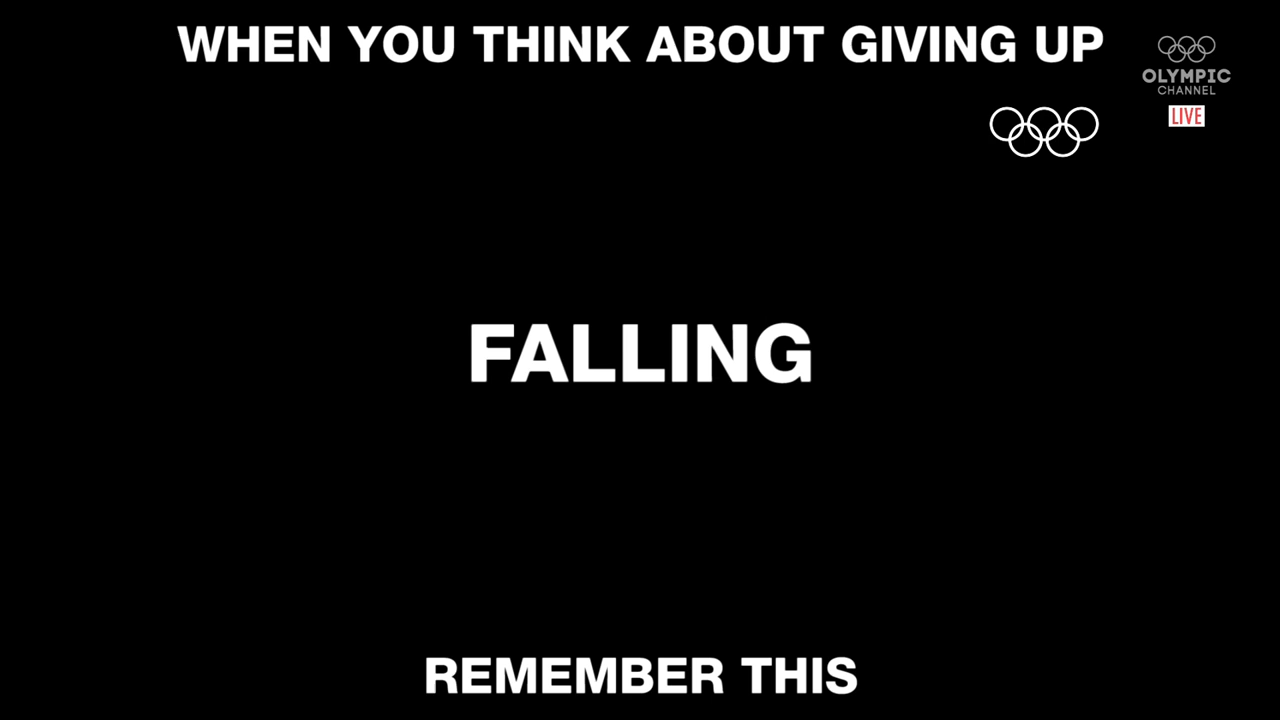 WHEN YOU THINK ABOUT GIVING UP
OLYMPIC
CHANNEL
LIVE
FALLING
REMEMBER THIS